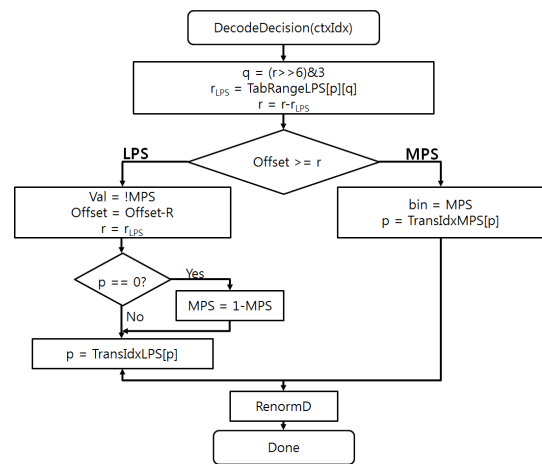 DecodeDecision(ctxIdx)
q = (r>>6)&3
rLPS = TabRangeLPS[p][q]
r = r-rLPS
LPS
Offset >= r
MPS
Val = !MPS
Offset = Offset-R
r = rLPS
bin = MPS
p = TransIdxMPS[p]
p == 0?
Yes
MPS = 1-MPS
No
p = TransIdxLPS[p]
RenormD
Done